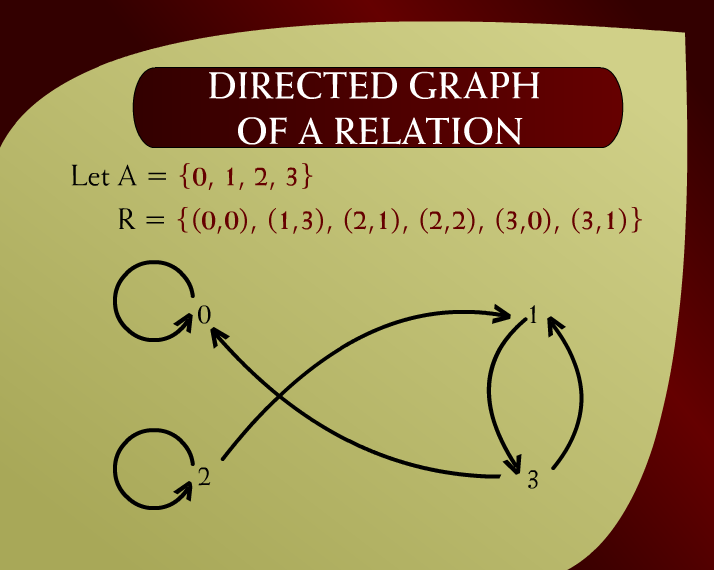 DIRECTED GRAPH
OF A RELATION
Let A = {0, 1, 2, 3}
R = {(0,0), (1,3), (2,1), (2,2), (3,0), (3,1)}
0
1
2
3